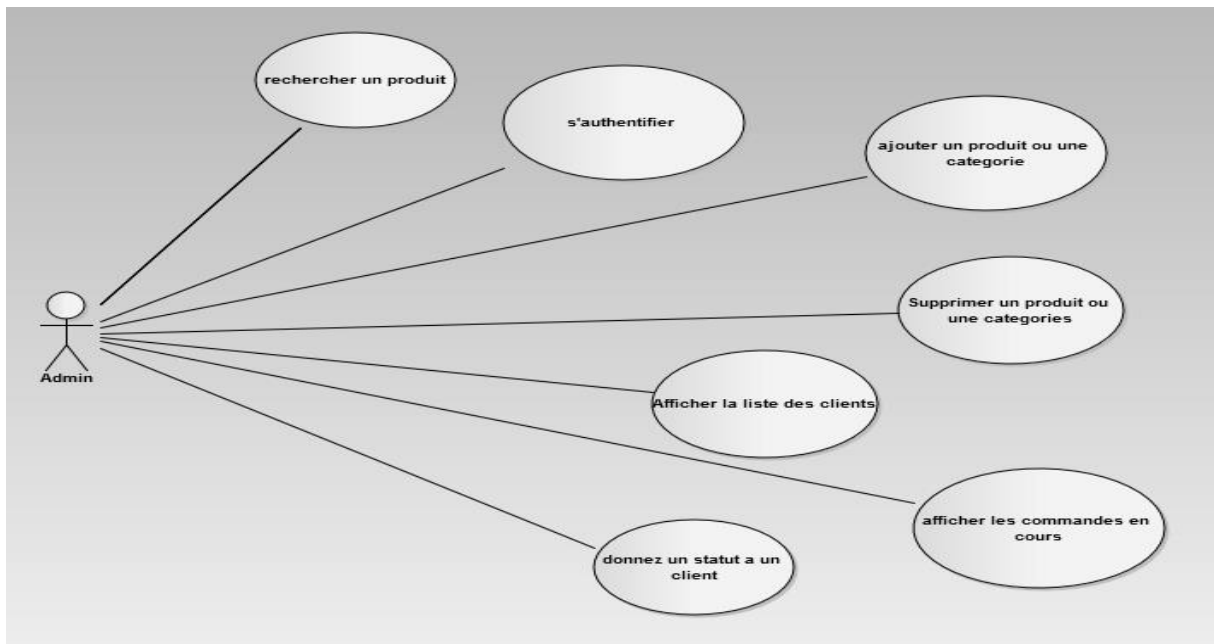 rechercher un produit
s'authentifier
ajouter un produit ou une
categorie
Supprimer un produit ou
une categories
Admin
Afficher la liste des clients
afficher les commandes en
cours
donnez un statut a un
client